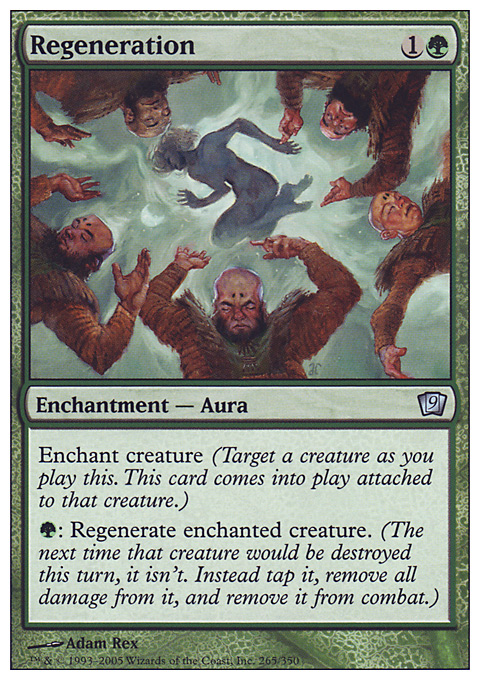 Regeneration 1
Enchantment — Aura 9
Enchant creature (Target a creature as you
play this. This card comes into play attached
to that creature.)
: Regenerate enchanted creature. (The
next time that creature would be destroyed
this turn, it isn't. Instead tap it, remove all
damage from it, and remove it from combat.)
Adam Rex
™ & © 1993–2005 Wizards of the Coast, Inc. 265/350